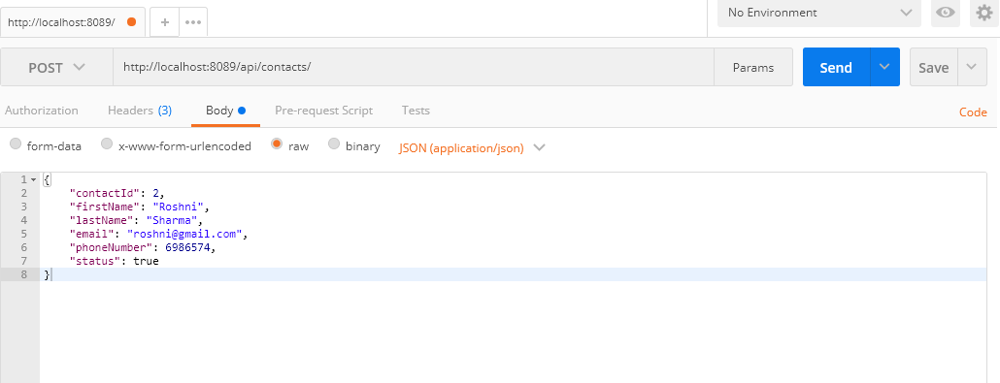 http://localhost:8089/
+
•••
No Environment
POST
http://localhost:8089/api/contacts/
Params
Send
Save
Authorization
Headers (3)
Body
Pre-request Script
Tests
Code
form-data
x-www-form-urlencoded
raw
binary
JSON (application/json)
1 {
2 "contactId": 2,
3 "firstName": "Roshni",
4 "lastName": "Sharma",
5 "email": "roshni@gmail.com",
6 "phoneNumber": 6986574,
7 "status": true
8 }